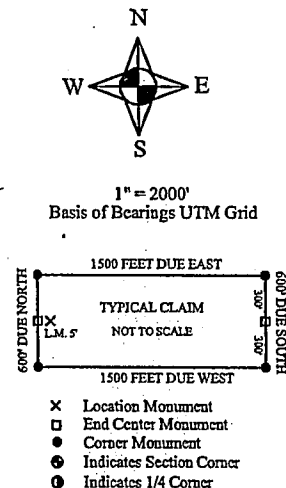 N
W E
S
1" = 2000'
Basis of Bearings UTM Grid
1500 FEET DUE EAST
600' DUE NORTH
TYPICAL CLAIM
NOT TO SCALE
L.M. 5'
300'
300'
600' DUE SOUTH
1500 FEET DUE WEST
Location Monument
End Center Monument
Corner Monument
Indicates Section Corner
Indicates 1/4 Corner